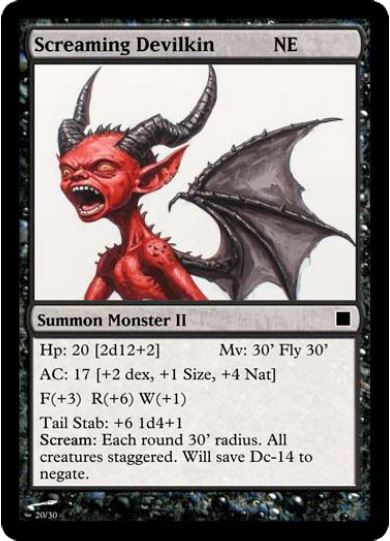 Screaming Devilkin NE
Summon Monster II
Hp: 20 [2d12+2] Mv: 30' Fly 30'
AC: 17 [+2 dex, +1 Size, +4 Nat]
F(+3) R(+6) W(+1)
Tail Stab: +6 1d4+1
Scream: Each round 30' radius. All
creatures staggered. Will save Dc-14 to
negate.
20/30